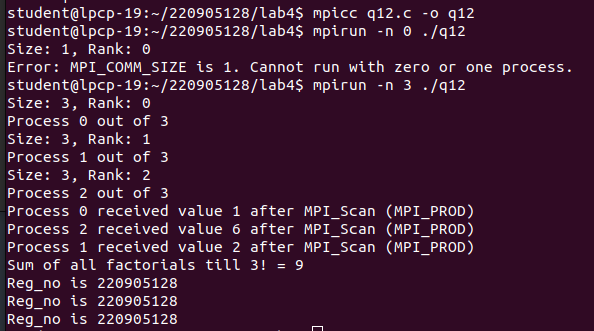 student@lpcp-19:~/220905128/lab4$ mpicc q12.c -o q12
student@lpcp-19:~/220905128/lab4$ mpirun -n 0 ./q12
Size: 1, Rank: 0
Error: MPI_COMM_SIZE is 1. Cannot run with zero or one process.
student@lpcp-19:~/220905128/lab4$ mpirun -n 3 ./q12
Size: 3, Rank: 0
Process 0 out of 3
Size: 3, Rank: 1
Process 1 out of 3
Size: 3, Rank: 2
Process 2 out of 3
Process 0 received value 1 after MPI_Scan (MPI_PROD)
Process 2 received value 6 after MPI_Scan (MPI_PROD)
Process 1 received value 2 after MPI_Scan (MPI_PROD)
Sum of all factorials till 3! = 9
Reg_no is 220905128
Reg_no is 220905128
Reg_no is 220905128